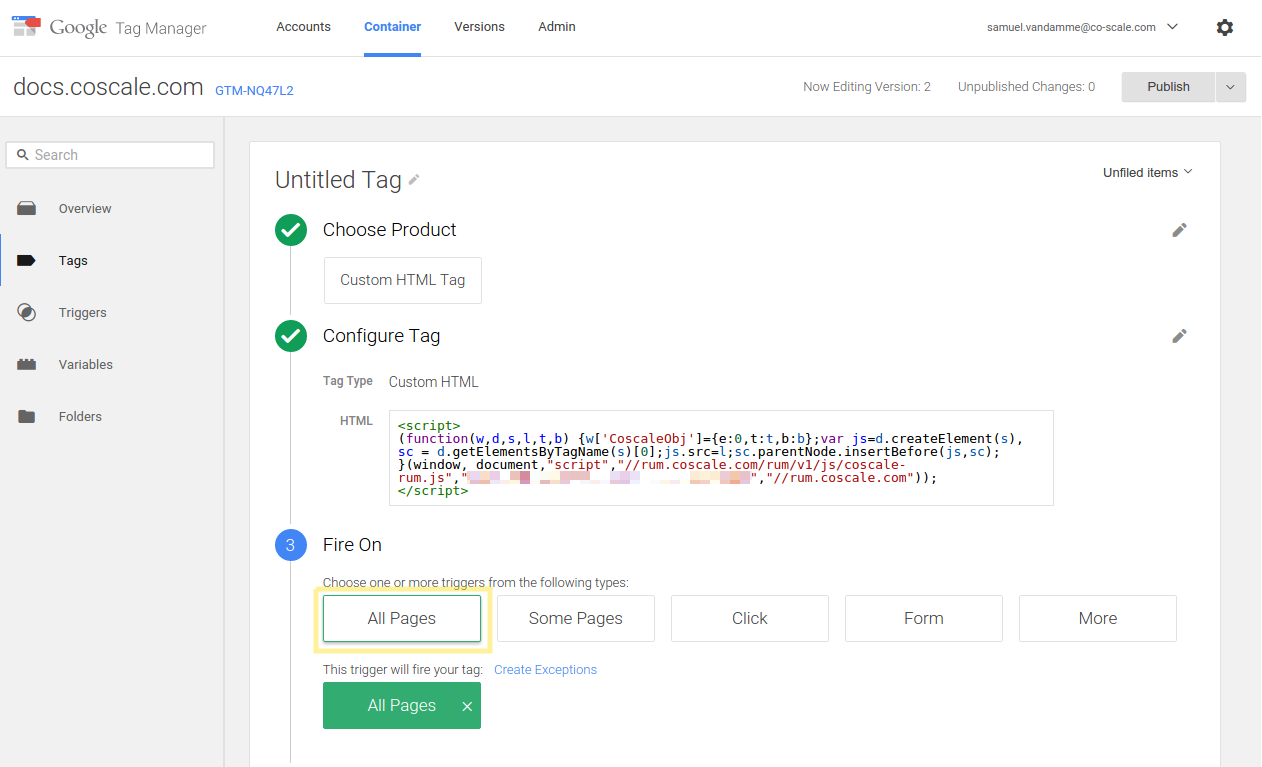 Google Tag Manager
Accounts
Container
Versions
Admin
samuel.vandamme@co-scale.com
docs.coscale.com GTM-NQ47L2
Now Editing Version: 2
Unpublished Changes: 0
Publish
Search
Overview
Tags
Triggers
Variables
Folders
Untitled Tag
Unfiled items
Choose Product
Custom HTML Tag
Configure Tag
Tag Type Custom HTML
HTML
<script>
(function(w,d,s,l,t,b) {w['CoscaleObj']={e:0,t:t,b:b};var js=d.createElement(s),
sc = d.getElementsByTagName(s)[0];js.src=l;sc.parentNode.insertBefore(js,sc);
}(window, document,"script","//rum.coscale.com/rum/v1/js/coscale-
rum.js","","//rum.coscale.com"));
</script>
3 Fire On
Choose one or more triggers from the following types:
All Pages
Some Pages
Click
Form
More
This trigger will fire your tag: Create Exceptions
All Pages ×